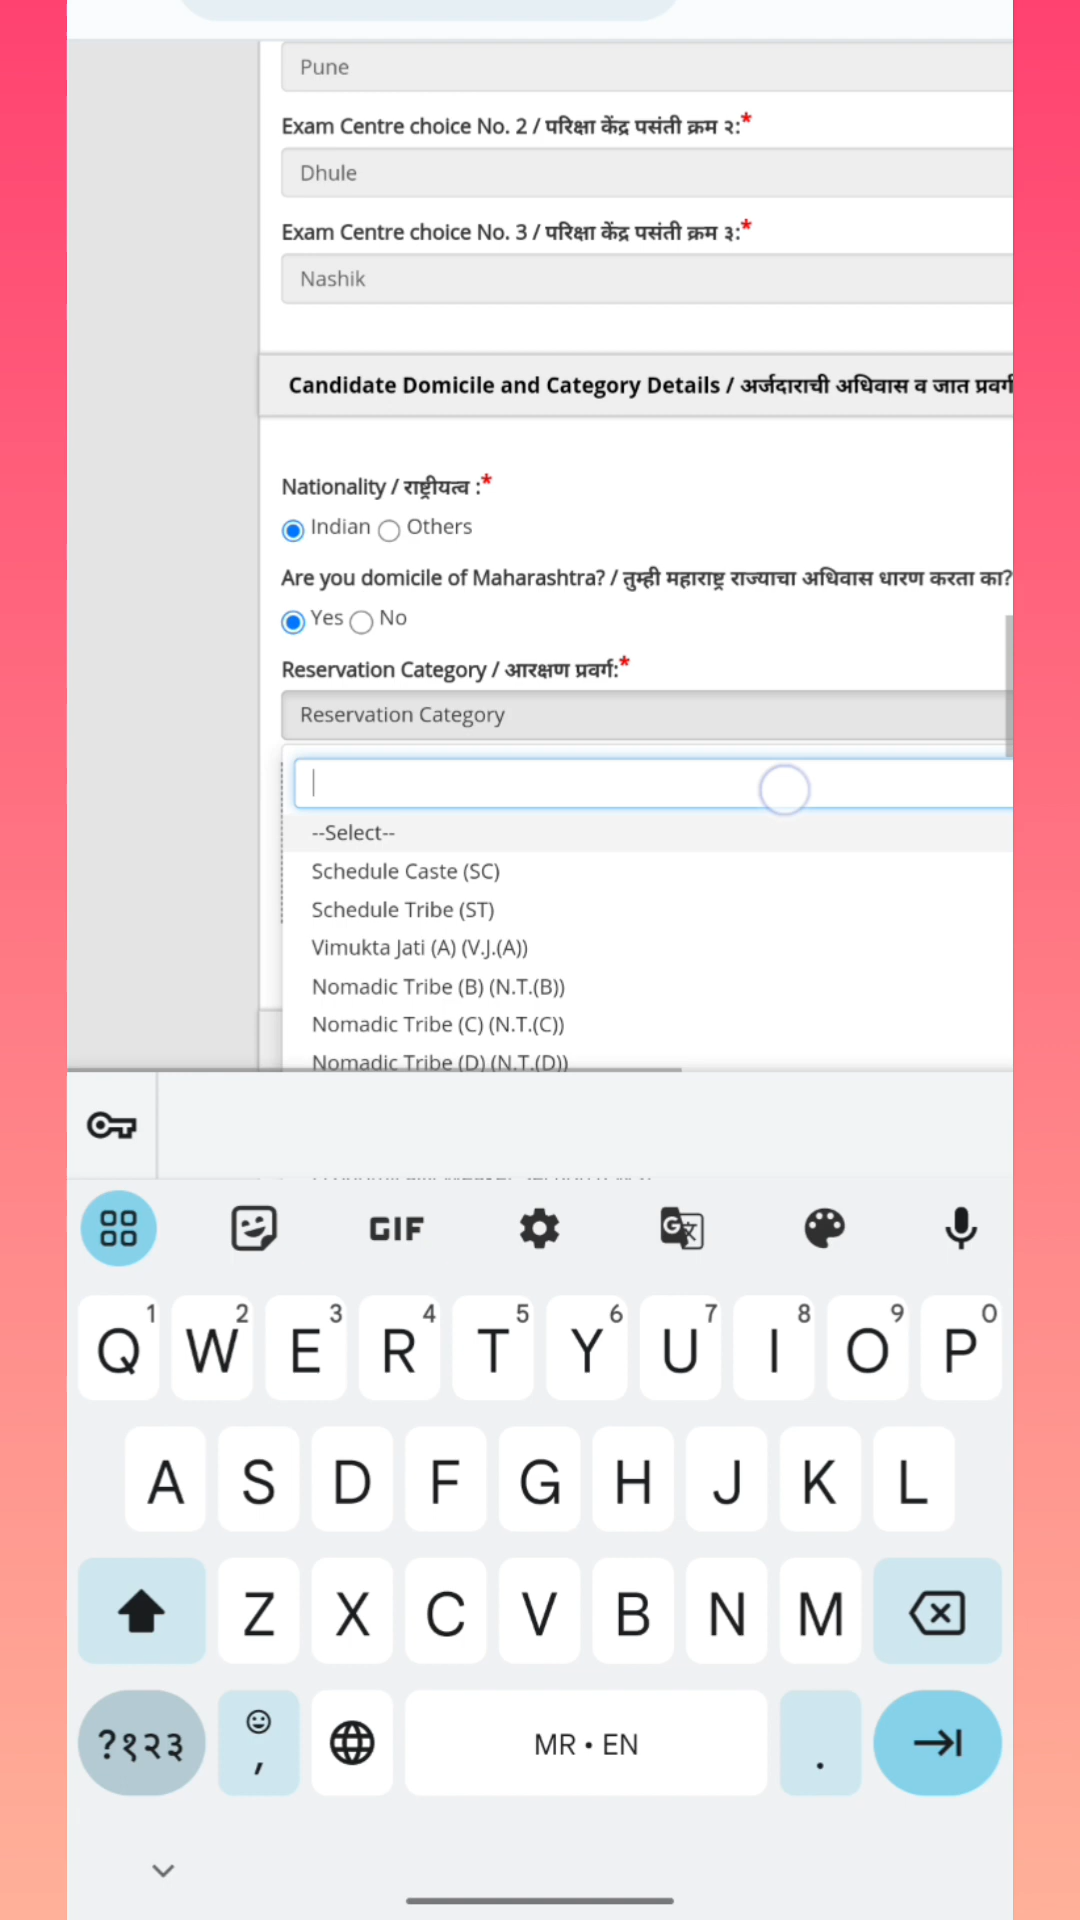 Pune
Exam Centre choice No. 2 / परिक्षा केंद्र पसंती क्रम २:*
Dhule
Exam Centre choice No. 3 / परिक्षा केंद्र पसंती क्रम ३:*
Nashik
Candidate Domicile and Category Details / अर्जदाराची अधिवास व जात प्रवर्ग
Nationality / राष्ट्रीयत्व :*
Indian Others
Are you domicile of Maharashtra? / तुम्ही महाराष्ट्र राज्याचा अधिवास धारण करता का?
Yes No
Reservation Category / आरक्षण प्रवर्ग:*
Reservation Category
--Select--
Schedule Caste (SC)
Schedule Tribe (ST)
Vimukta Jati (A) (V.J.(A))
Nomadic Tribe (B) (N.T.(B))
Nomadic Tribe (C) (N.T.(C))
Nomadic Tribe (D) (N.T.(D))
GIF
1 2 3 4 5 6 7 8 9 0
Q W E R T Y U I O P
A S D F G H J K L
Z X C V B N M
?१२३ , MR • EN .